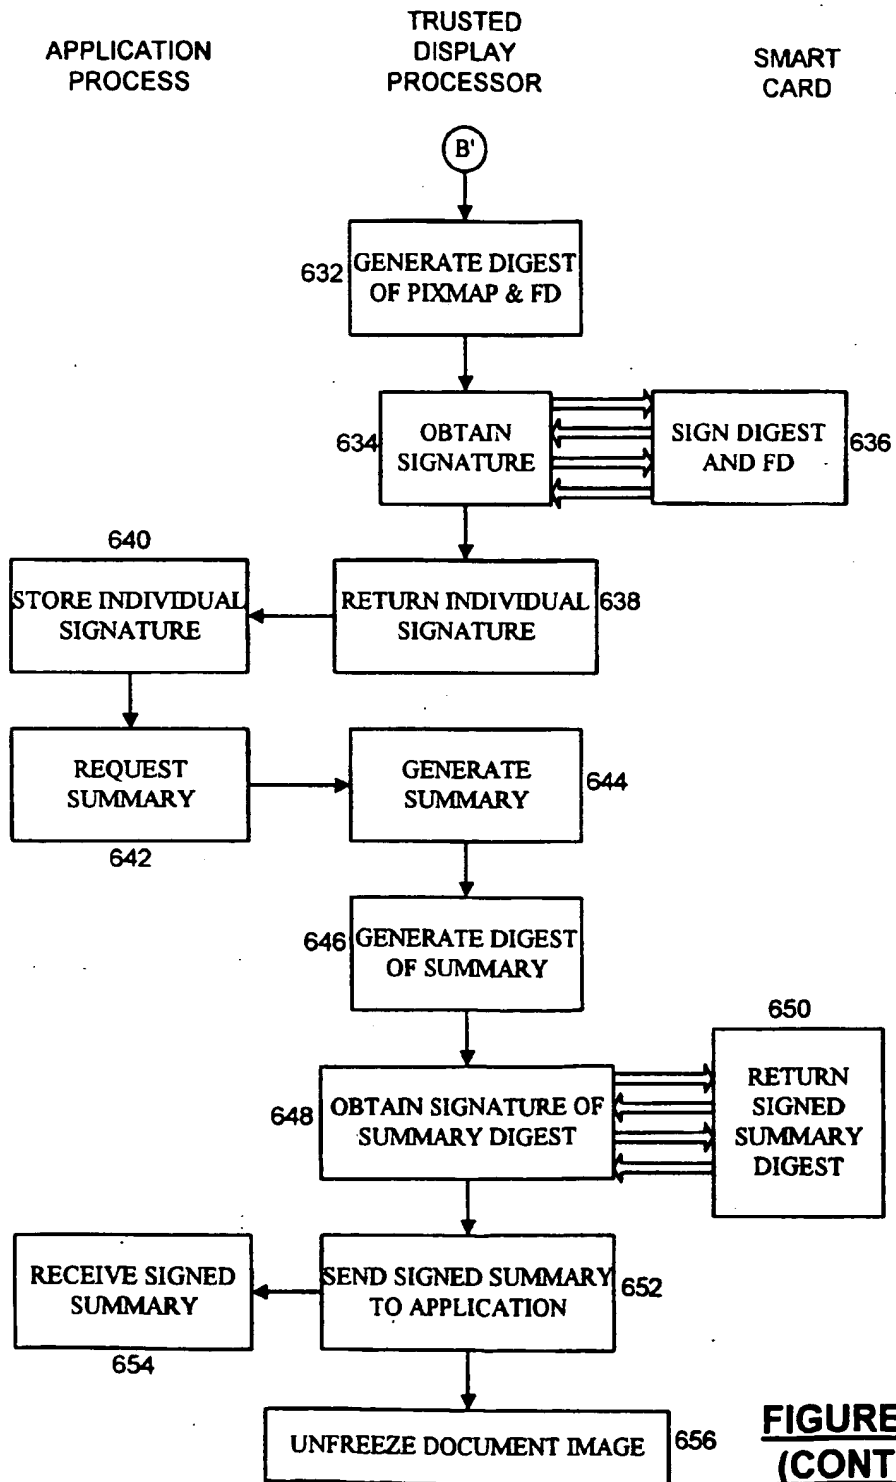 APPLICATION
PROCESS
TRUSTED
DISPLAY
PROCESSOR
SMART
CARD
B'
632
GENERATE DIGEST
OF PIXMAP & FD
634
OBTAIN
SIGNATURE
SIGN DIGEST
AND FD
636
640
STORE INDIVIDUAL
SIGNATURE
RETURN INDIVIDUAL
SIGNATURE
638
REQUEST
SUMMARY
642
GENERATE
SUMMARY
644
646
GENERATE DIGEST
OF SUMMARY
648
OBTAIN SIGNATURE OF
SUMMARY DIGEST
650
RETURN
SIGNED
SUMMARY
DIGEST
RECEIVE SIGNED
SUMMARY
654
SEND SIGNED SUMMARY
TO APPLICATION
652
UNFREEZE DOCUMENT IMAGE
656
FIGURE
(CONT